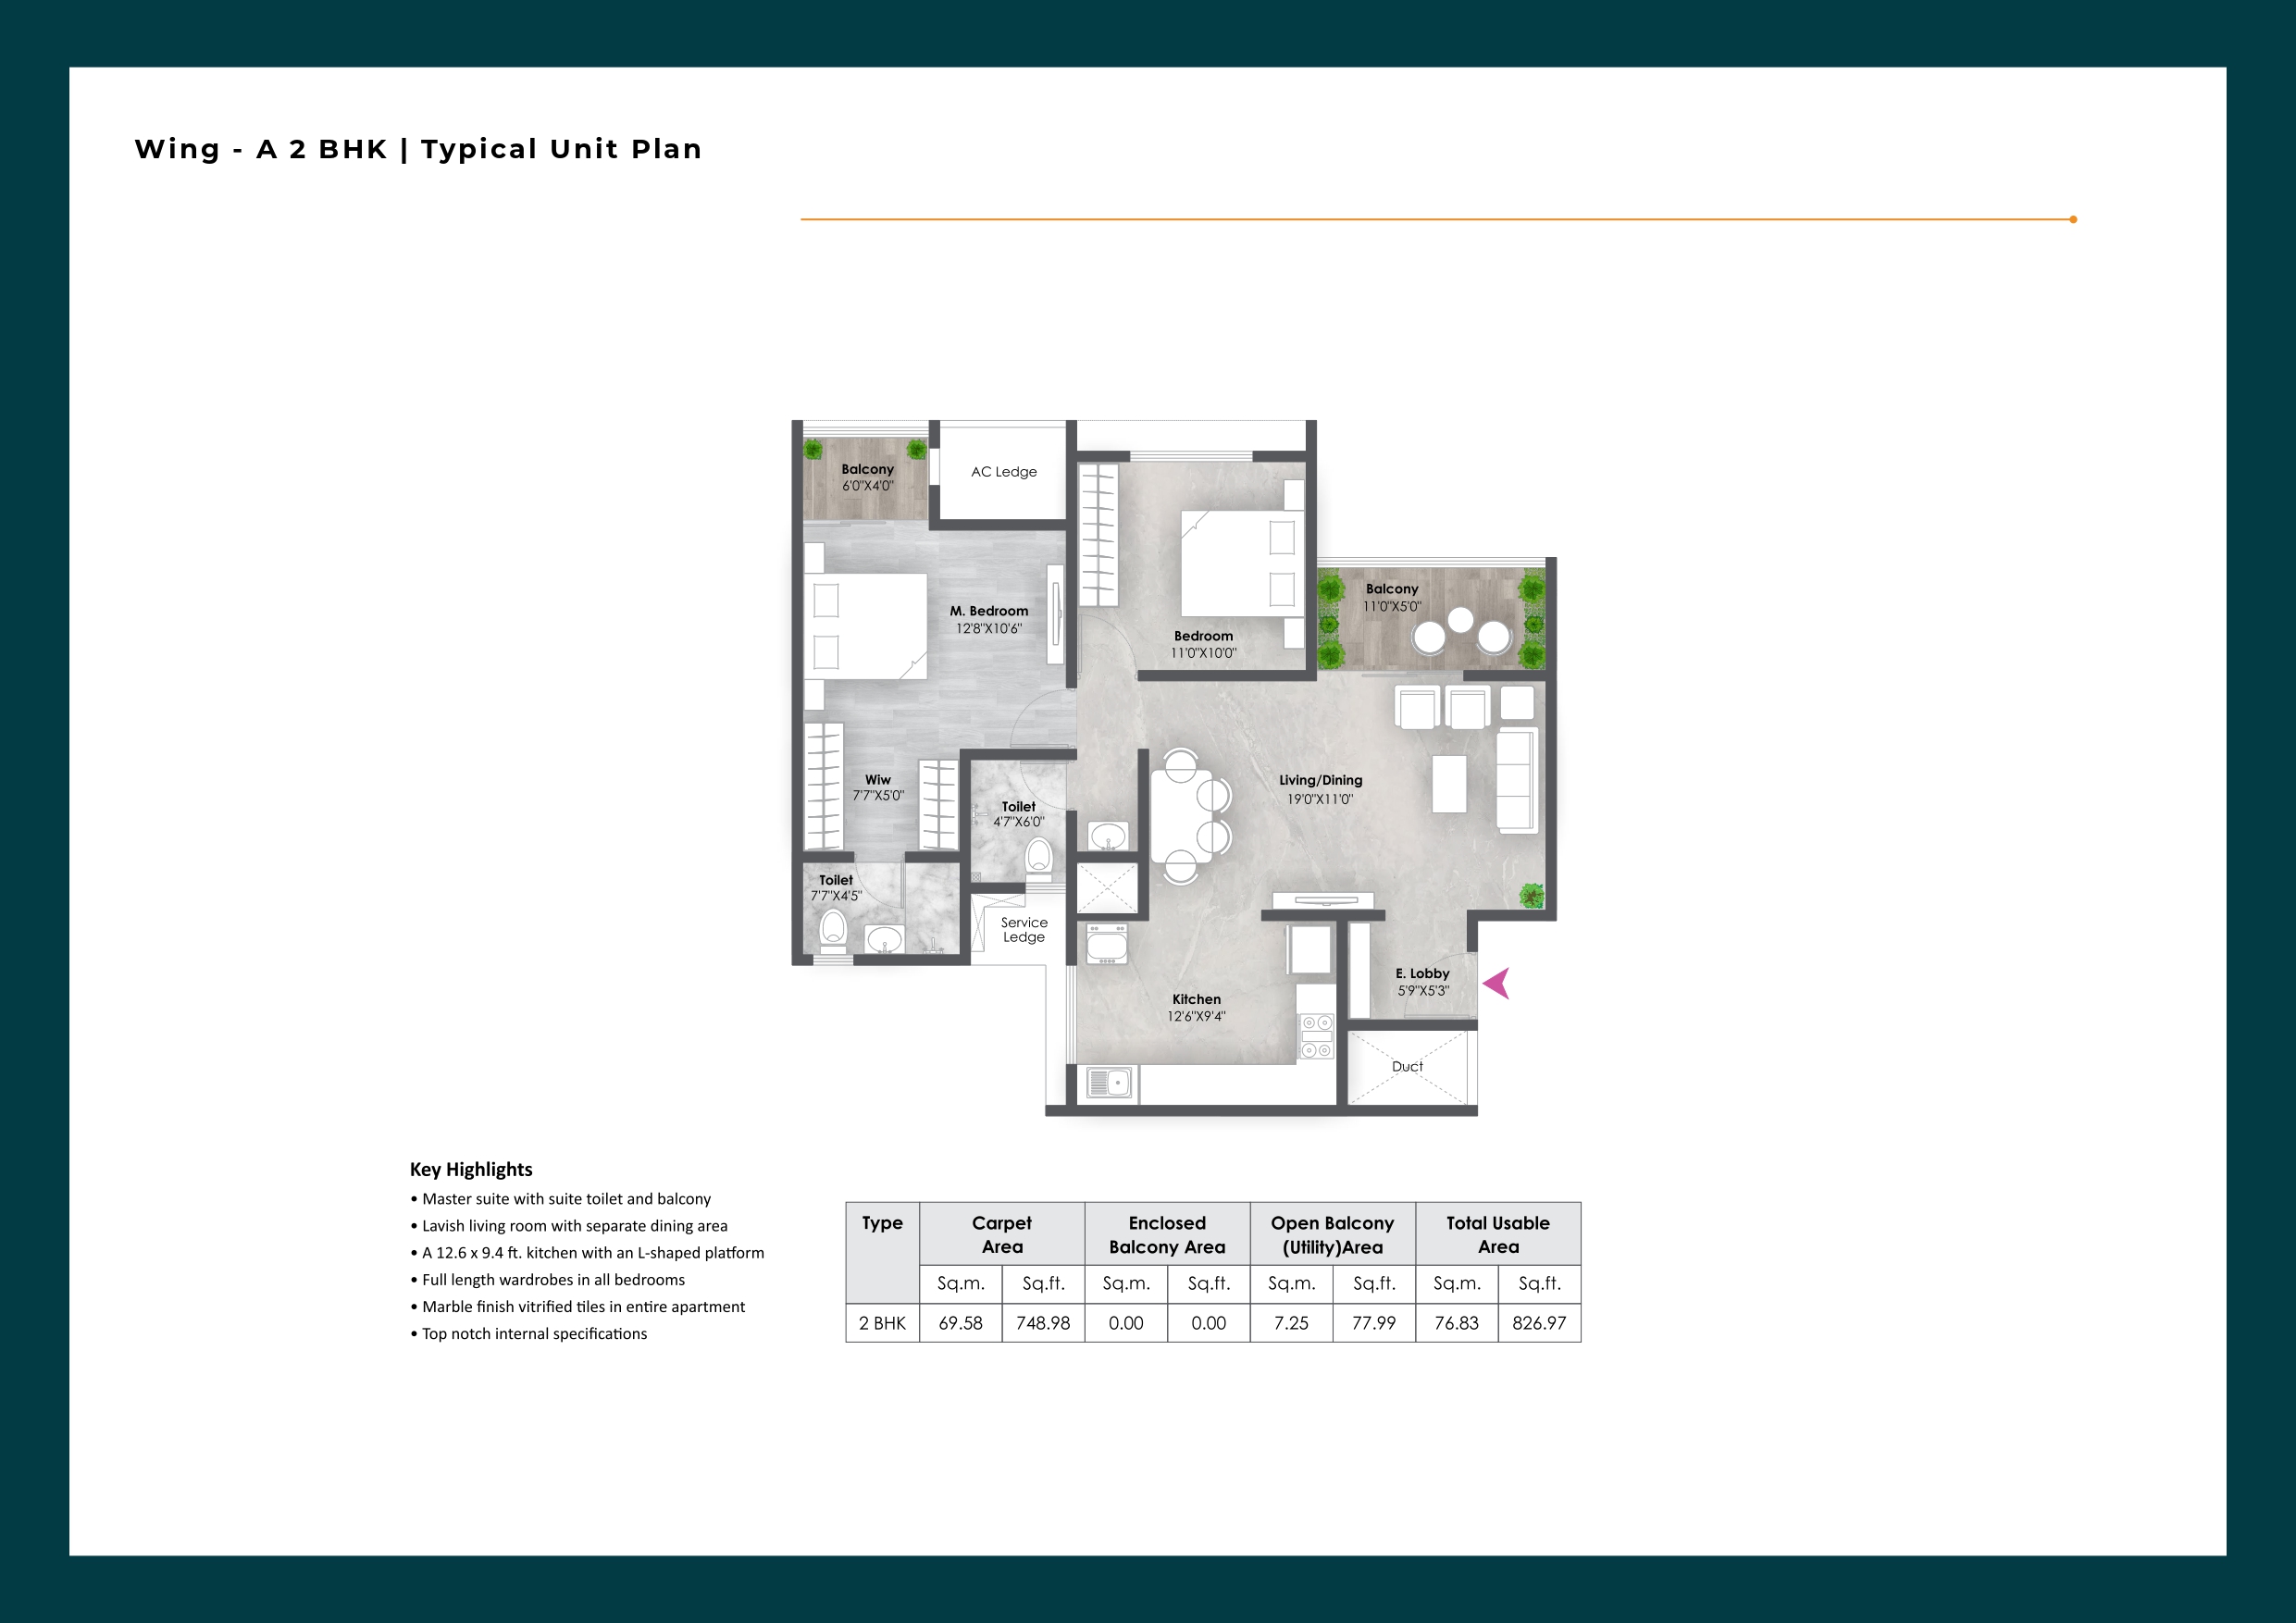 Wing - A 2 BHK | Typical Unit Plan
Balcony
6'0"X4'0"
AC Ledge
Balcony
11'0"X5'0"
M. Bedroom
12'8"X10'6"
Bedroom
11'0"X10'0"
Wiw
7'7"X5'0"
Toilet
4'7"X6'0"
Living/Dining
19'0"X11'0"
Toilet
7'7"X4'5"
Service
Ledge
Kitchen
12'6"X9'4"
E. Lobby
5'9"X5'3"
Duct
Key Highlights
• Master suite with suite toilet and balcony
• Lavish living room with separate dining area
• A 12.6 x 9.4 ft. kitchen with an L-shaped platform
• Full length wardrobes in all bedrooms
• Marble finish vitrified tiles in entire apartment
• Top notch internal specifications
Type Carpet Enclosed Open Balcony Total Usable
Area Balcony Area (Utility)Area Area
Sq.m. Sq.ft. Sq.m. Sq.ft. Sq.m. Sq.ft. Sq.m. Sq.ft.
2 BHK 69.58 748.98 0.00 0.00 7.25 77.99 76.83 826.97